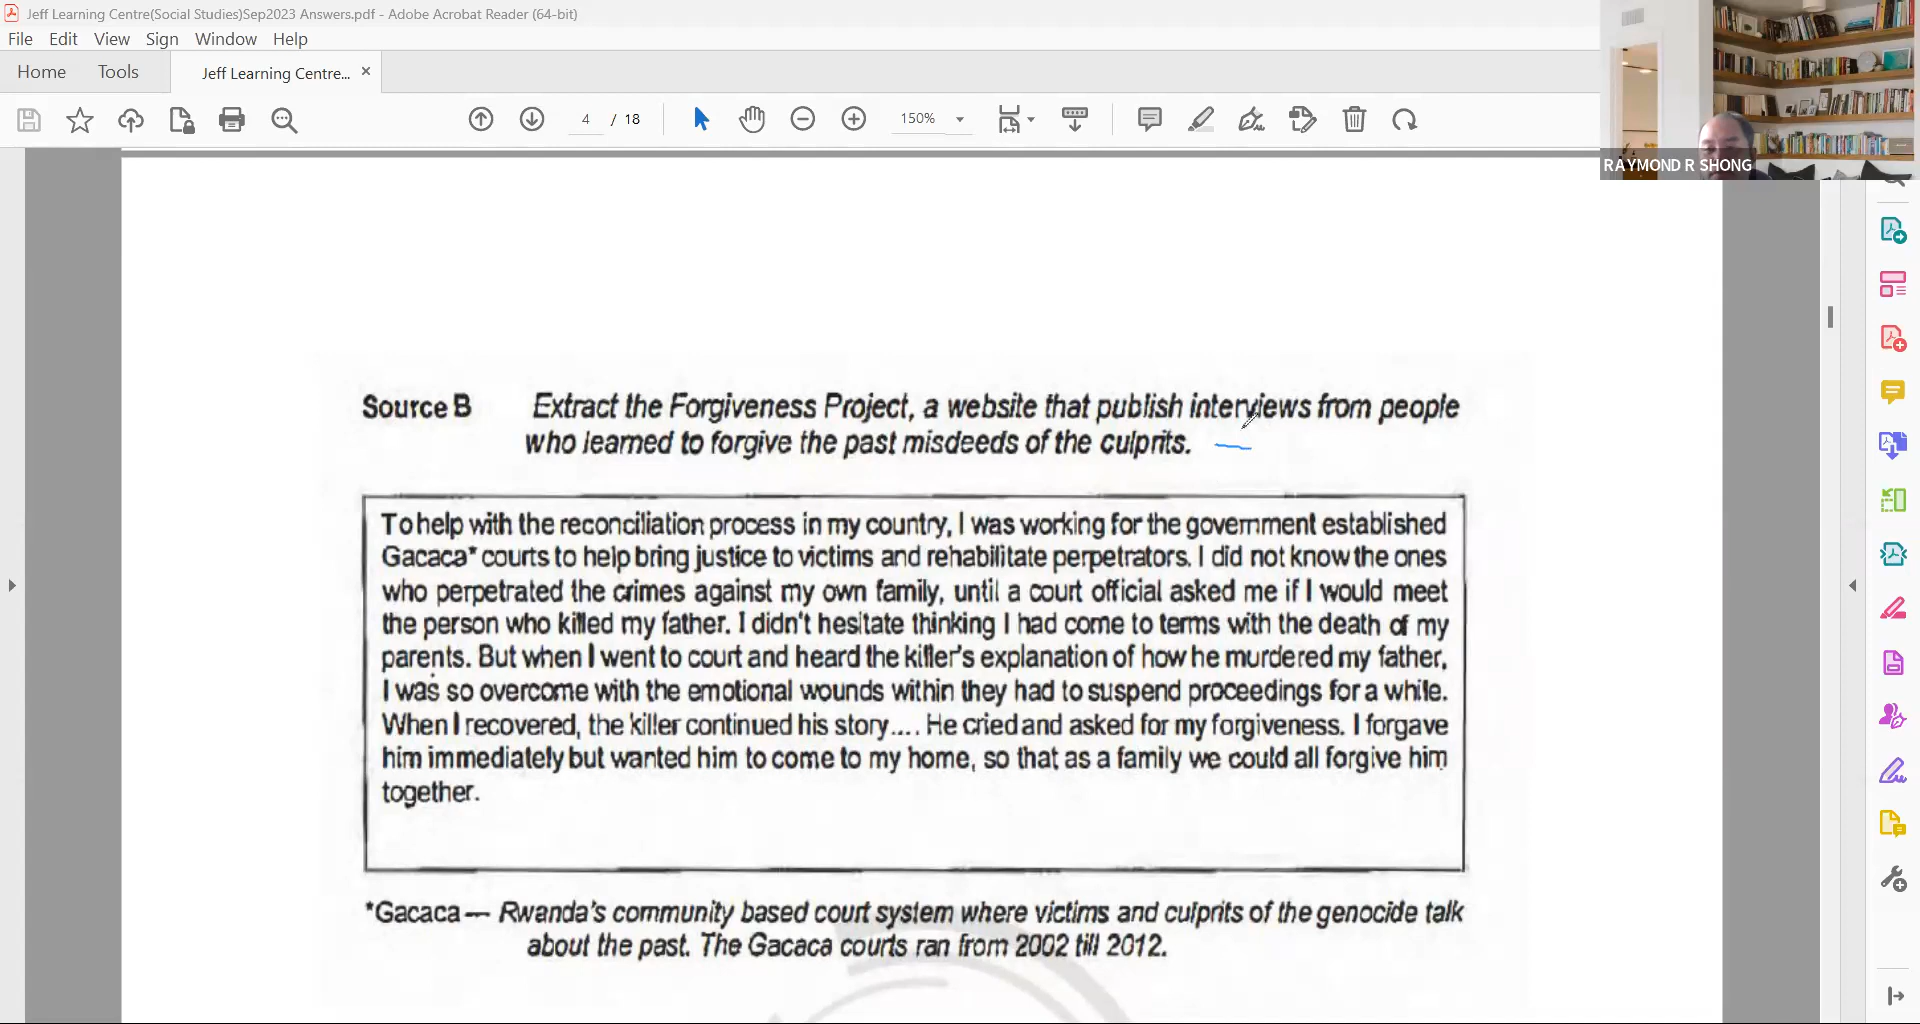 Jeff Learning Centre(Social Studies)Sep2023 Answers.pdf - Adobe Acrobat Reader (64-bit)
File Edit View Sign Window Help
Home Tools Jeff Learning Centre... ×
4 / 18 150%
RAYMOND R SHONG
Source B Extract the Forgiveness Project, a website that publish interviews from people
who learned to forgive the past misdeeds of the culprits.
To help with the reconciliation process in my country, I was working for the government established
Gacaca* courts to help bring justice to victims and rehabilitate perpetrators. I did not know the ones
who perpetrated the crimes against my own family, until a court official asked me if I would meet
the person who killed my father. I didn't hesitate thinking I had come to terms with the death of my
parents. But when I went to court and heard the killer's explanation of how he murdered my father,
I was so overcome with the emotional wounds within they had to suspend proceedings for a while.
When I recovered, the killer continued his story.... He cried and asked for my forgiveness. I forgave
him immediately but wanted him to come to my home, so that as a family we could all forgive him
together.
*Gacaca — Rwanda's community based court system where victims and culprits of the genocide talk
about the past. The Gacaca courts ran from 2002 till 2012.